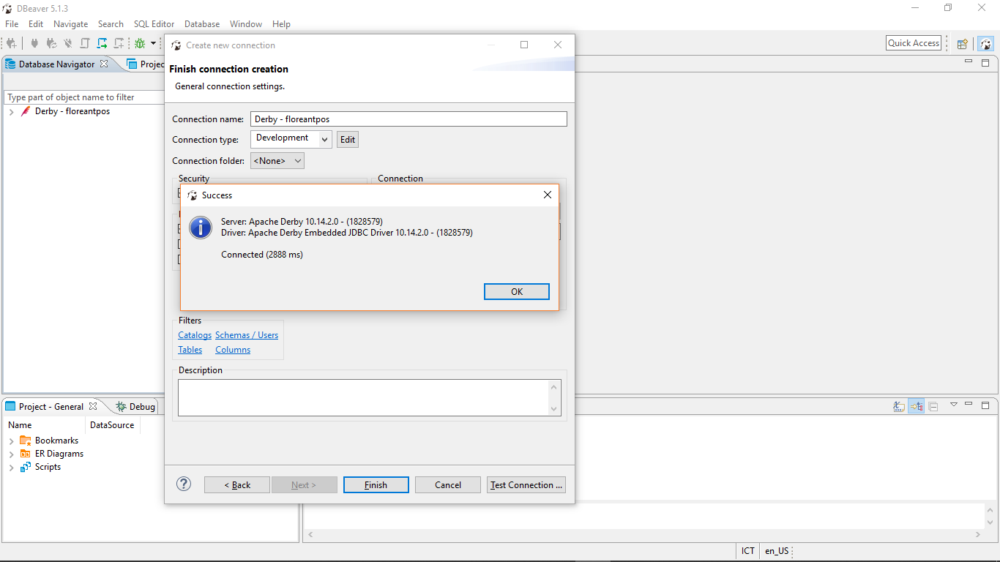 DBeaver 5.1.3
File Edit Navigate Search SQL Editor Database Window Help
Quick Access
Database Navigator
Projec
Type part of object name to filter
Derby - floreantpos
Create new connection
Finish connection creation
General connection settings.
Connection name: Derby - floreantpos
Connection type: Development Edit
Connection folder: <None>
Security Connection
Success
Server: Apache Derby 10.14.2.0 - (1828579)
Driver: Apache Derby Embedded JDBC Driver 10.14.2.0 - (1828579)
Connected (2888 ms)
OK
Filters
Catalogs Schemas / Users
Tables Columns
Description
< Back Next > Finish Cancel Test Connection ...
Project - General Debug
Name DataSource
Bookmarks
ER Diagrams
Scripts
ICT en_US